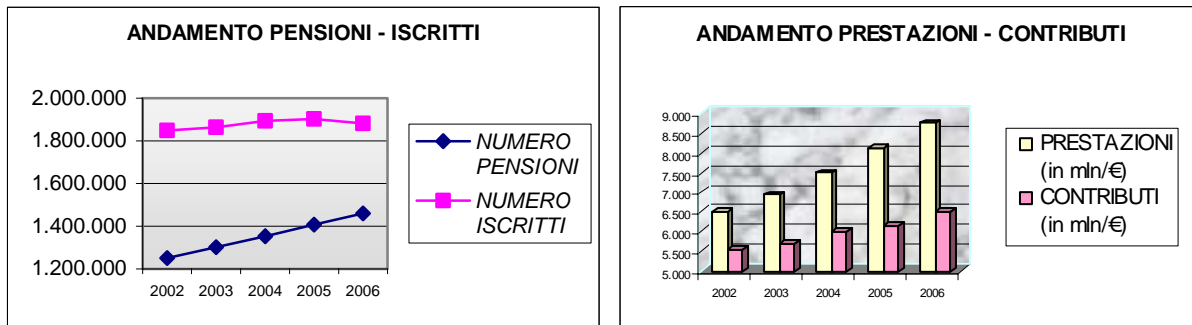 ANDAMENTO PENSIONI - ISCRITTI
2.000.000
1.800.000
1.600.000
1.400.000
1.200.000
2002 2003 2004 2005 2006
NUMERO
PENSIONI
NUMERO
ISCRITTI
ANDAMENTO PRESTAZIONI - CONTRIBUTI
9.000
8.500
8.000
7.500
7.000
6.500
6.000
5.500
5.000
2002 2003 2004 2005 2006
PRESTAZIONI
(in mln/€)
CONTRIBUTI
(in mln/€)